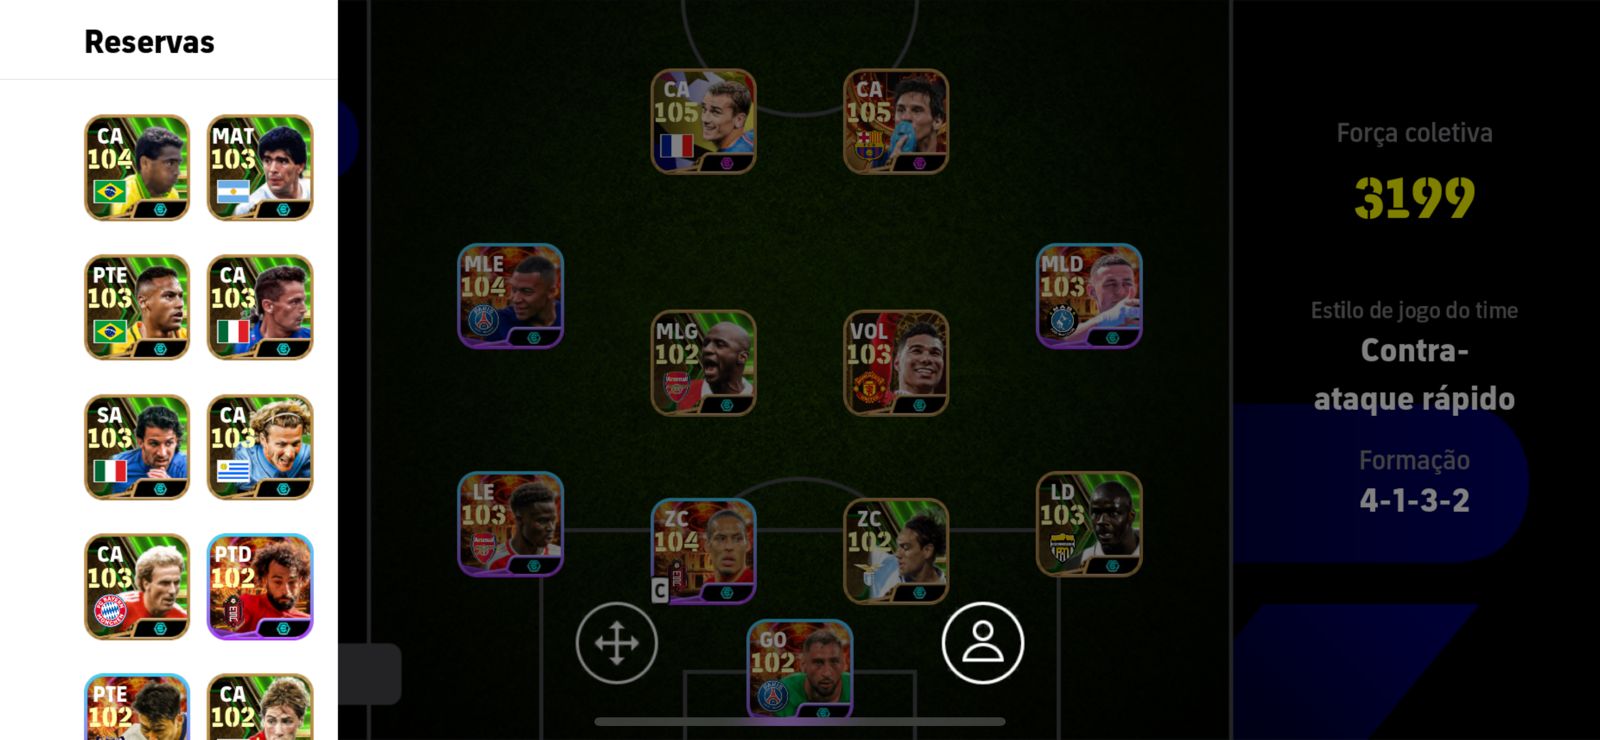 Reservas
CA
104
MAT
103
PTE
103
CA
103
SA
103
CA
103
CA
103
PTD
102
PTE
102
CA
102
CA
105
CA
105
MLE
104
MLD
103
MLG
102
VOL
103
Arsenal
LE
103
Arsenal
ZC
104
C
ZC
102
LD
103
GO
102
Força coletiva
3199
Estilo de jogo do time
Contra-
ataque rápido
Formação
4-1-3-2